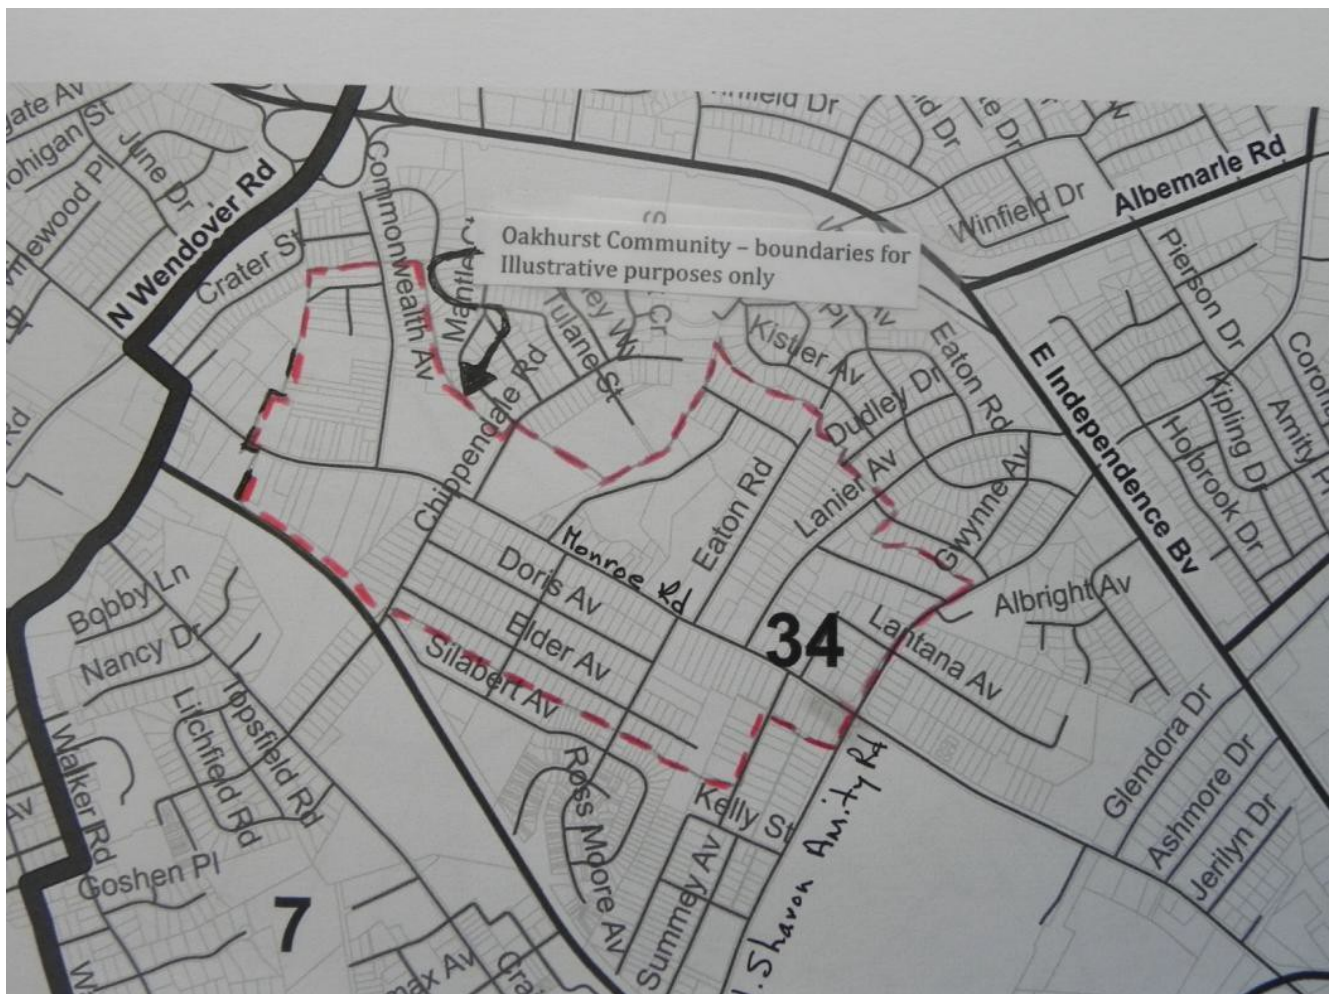 June Dr
N Wendover Rd
Crater St
Commonwealth Av
Oakhurst Community – boundaries for
Illustrative purposes only
Winfield Dr
Albemarle Rd
Pierson Dr
Kipling Dr
Holbrook Dr
E Independence Bv
Kistler Av
Eaton Rd
Dudley Dr
Tulane St
Chippendale Rd
Lanier Av
Gwynne Av
Eaton Rd
Monroe Rd
Doris Av
Elder Av
Silabert Av
34
Lantana Av
Albright Av
Bobby Ln
Nancy Dr
Litchfield Rd
Topsfield Rd
Walker Rd
Goshen Pl
7
Ross Moore Av
Kelly St
Summey Av
Sharon Amity Rd
Glendora Dr
Ashmore Dr
Jerilyn Dr